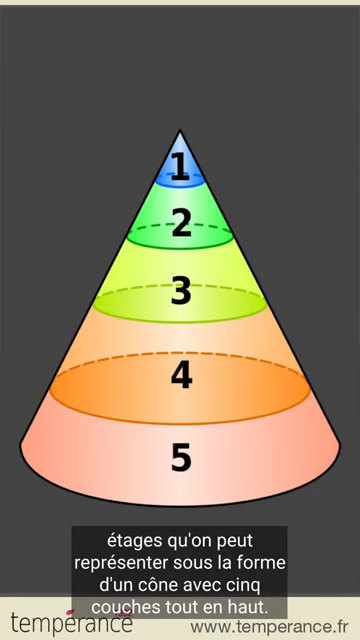 1
2
3
4
5
étages qu'on peut
représenter sous la forme
d'un cône avec cinq
couches tout en haut.
tempérance
www.temperance.fr